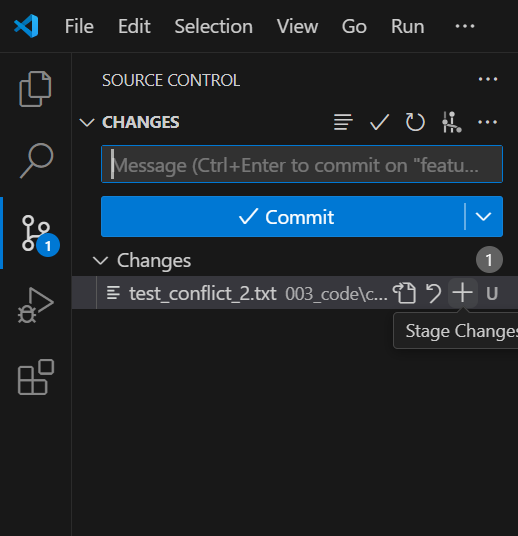 File Edit Selection View Go Run ...
SOURCE CONTROL ...
CHANGES ...
Message (Ctrl+Enter to commit on "featu...
Commit
1
Changes 1
test_conflict_2.txt 003_code\c... U
Stage Changes